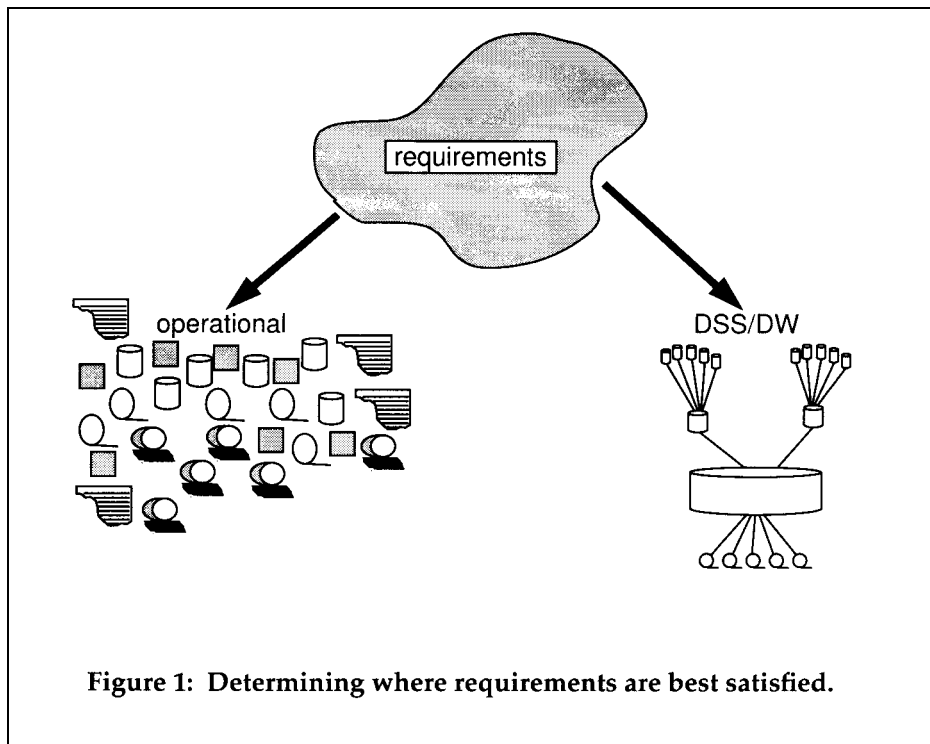 requirements
operational
DSS/DW
Figure 1: Determining where requirements are best satisfied.